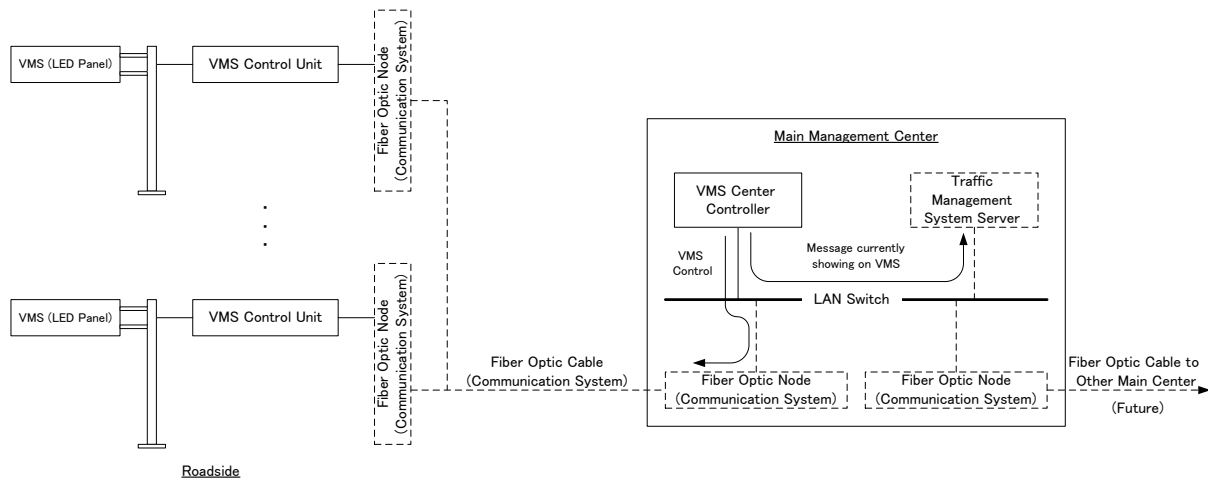 VMS (LED Panel)
VMS Control Unit
Fiber Optic Node
(Communication System)
VMS (LED Panel)
VMS Control Unit
Fiber Optic Node
(Communication System)
Roadside
Fiber Optic Cable
(Communication System)
Main Management Center
VMS Center
Controller
Traffic
Management
System Server
VMS
Control
Message currently
showing on VMS
LAN Switch
Fiber Optic Node
(Communication System)
Fiber Optic Node
(Communication System)
Fiber Optic Cable to
Other Main Center
(Future)